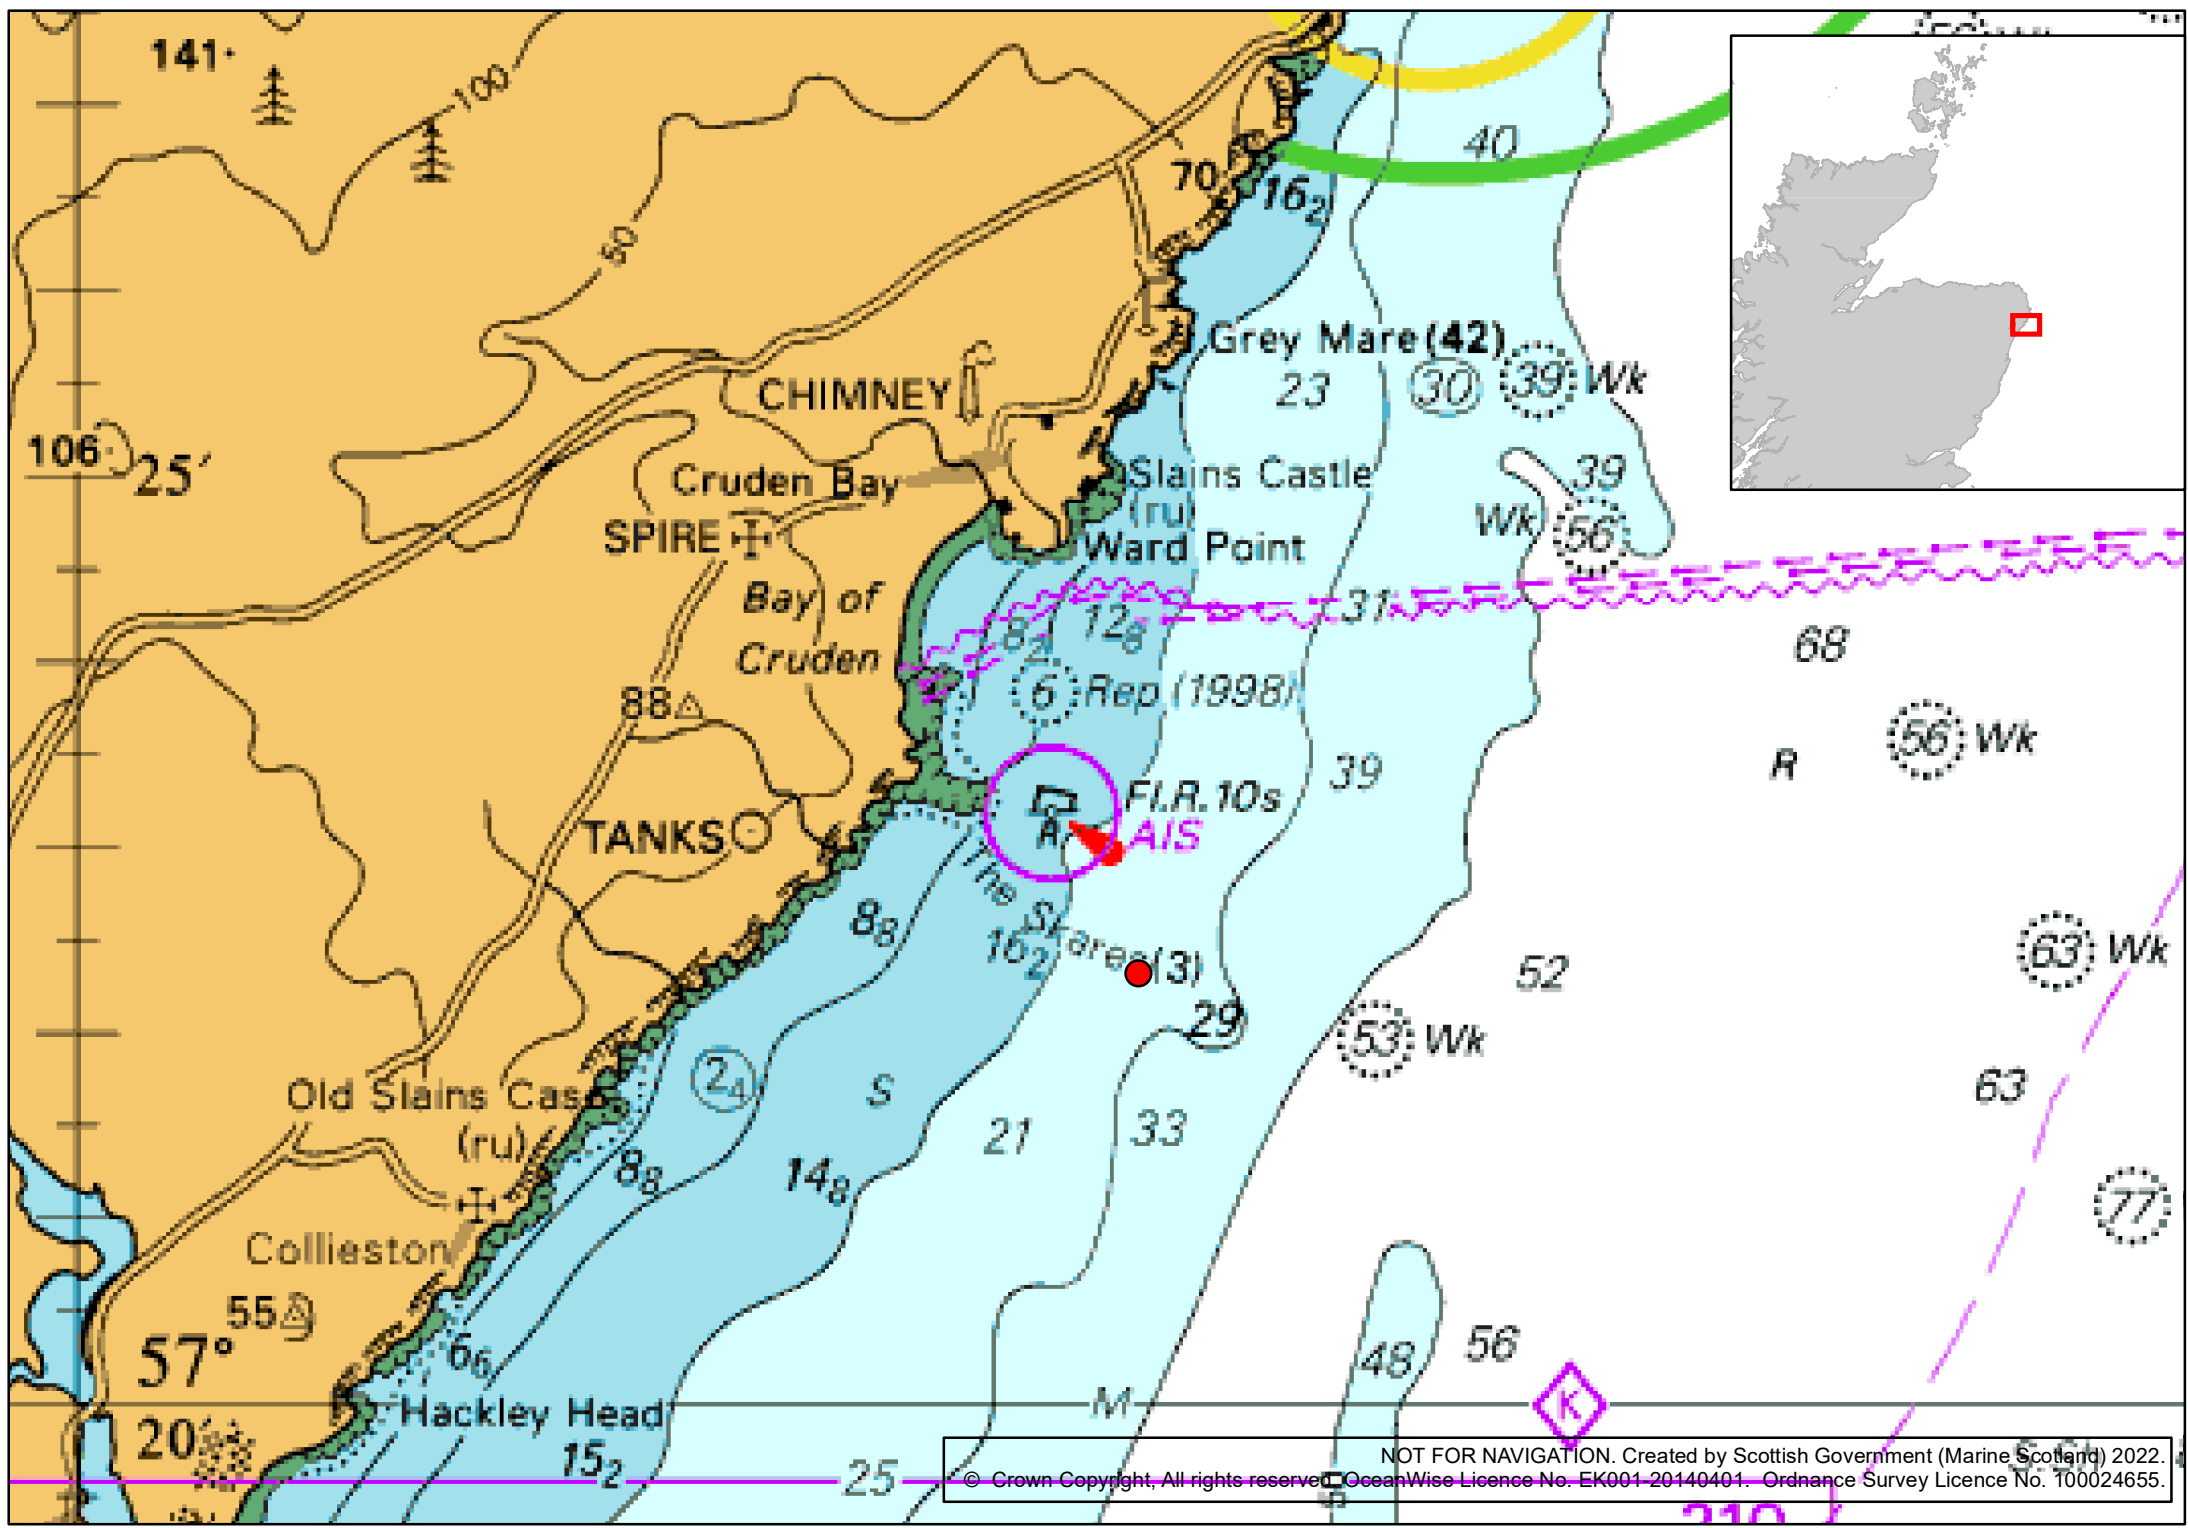 141
100
40
70
16₂
50
Grey Mare (42)
CHIMNEY
23
30
39 Wk
106
25′
Cruden Bay
Slains Castle
(ru)
39
SPIRE
Ward Point
Wk 56
Bay of
Cruden
12₈
31
8₂
68
6 Rep (1998)
88
56 Wk
R
39
Fl.R.10s
TANKS
R
AIS
The Skares (3)
8₈
16₂
63 Wk
52
29
53 Wk
2₄
S
63
Old Slains Cas
(ru)
21
33
8₈
14₈
77
Collieston
55
57°
6₆
48
56
K
M
Hackley Head
20
15₂
25
NOT FOR NAVIGATION. Created by Scottish Government (Marine Scotland) 2022.
© Crown Copyright, All rights reserved. OceanWise Licence No. EK001-20140401. Ordnance Survey Licence No. 100024655.